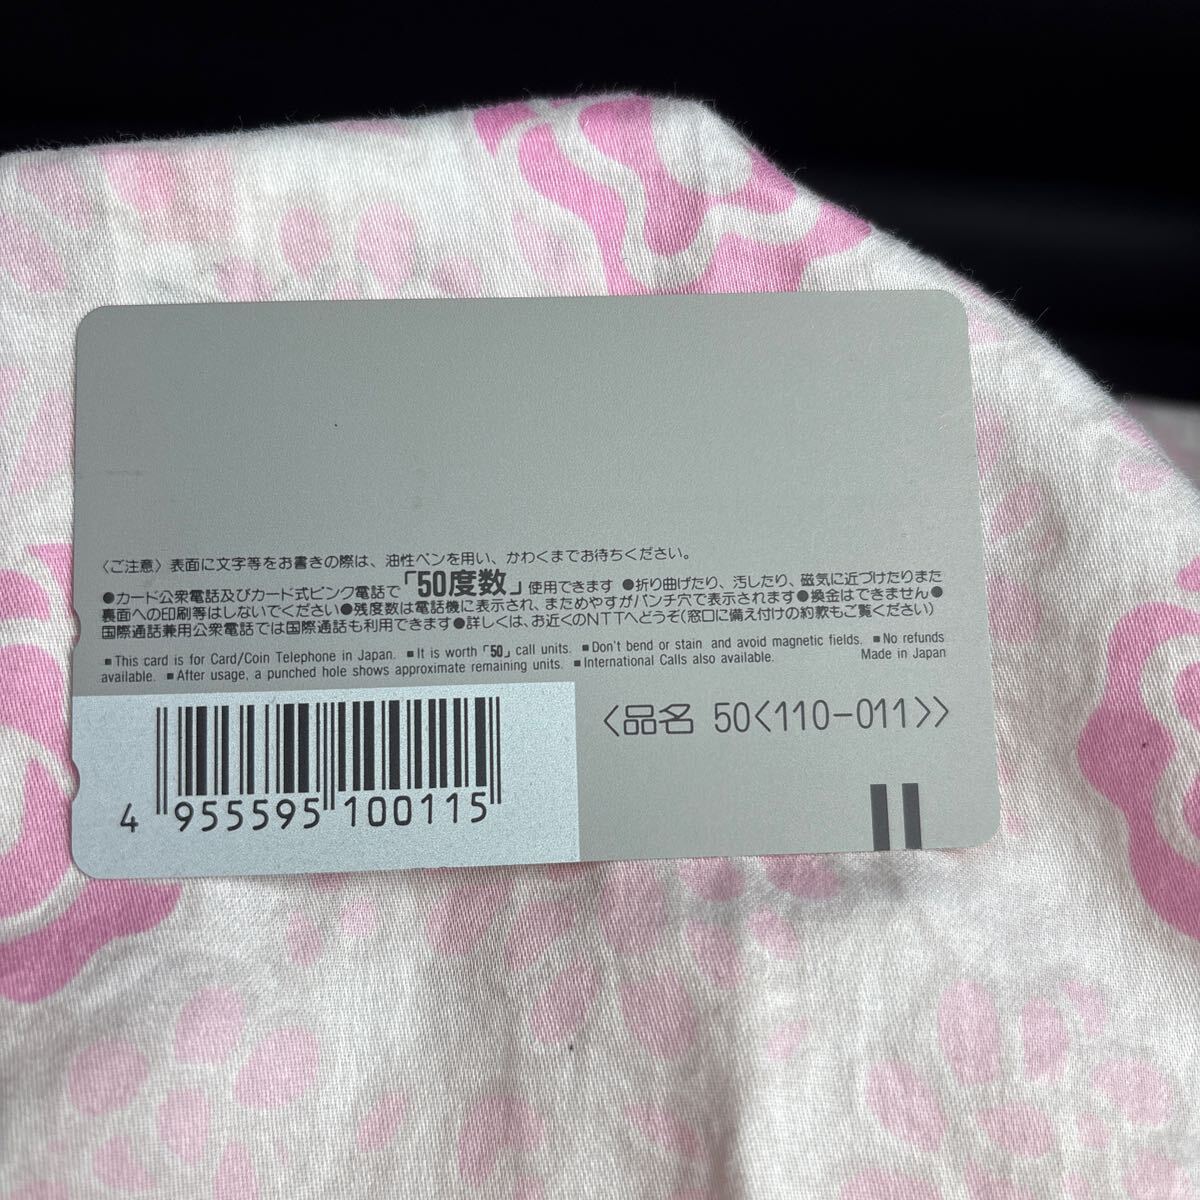 〈ご注意〉表面に文字等をお書きの際は、油性ペンを用い、かわくまでお待ちください。
●カード公衆電話及びカード式ピンク電話で「50度数」使用できます ●折り曲げたり、汚したり、磁気に近づけたりまた
裏面への印刷等はしないでください●残度数は電話機に表示され、まためやすがパンチ穴で表示されます●換金はできません●
国際通話兼用公衆電話では国際通話も利用できます●詳しくは、お近くのNTTへどうぞ(窓口に備え付けの約款もご覧ください)
■This card is for Card/Coin Telephone in Japan. ■It is worth「50」call units. ■Don't bend or stain and avoid magnetic fields. ■No refunds
available. ■After usage, a punched hole shows approximate remaining units. ■International Calls also available. Made in Japan
〈品名 50<110-011>〉
4 955595 100115